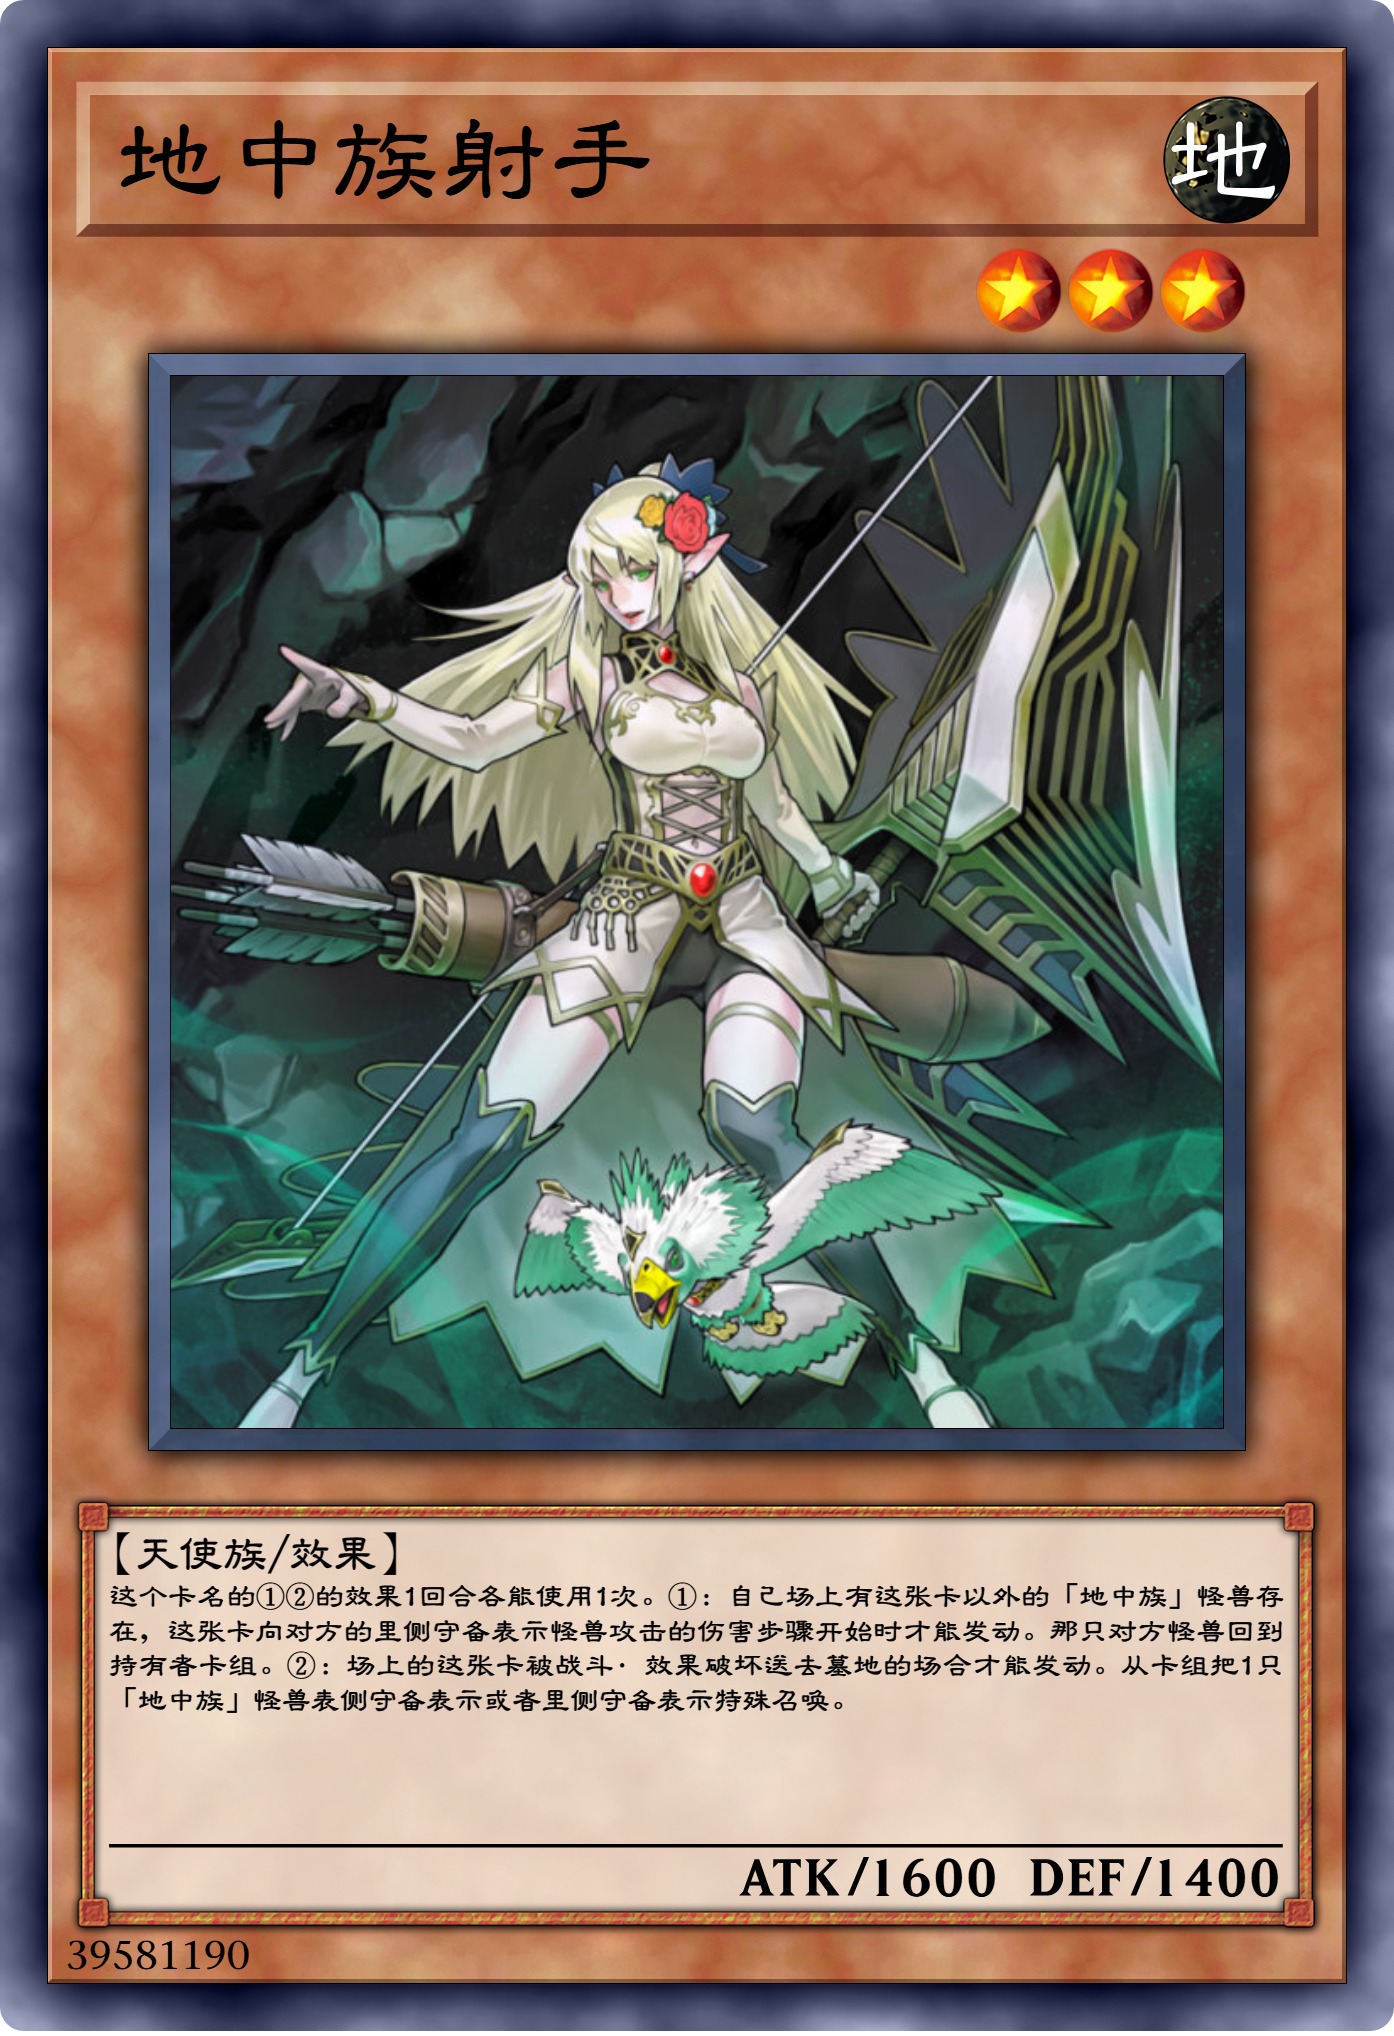 地中族射手
地
【天使族/效果】
这个卡名的①②的效果1回合各能使用1次。①：自己场上有这张卡以外的「地中族」怪兽存
在，这张卡向对方的里侧守备表示怪兽攻击的伤害步骤开始时才能发动。那只对方怪兽回到
持有者卡组。②：场上的这张卡被战斗·效果破坏送去墓地的场合才能发动。从卡组把1只
「地中族」怪兽表侧守备表示或者里侧守备表示特殊召唤。
ATK/1600 DEF/1400
39581190